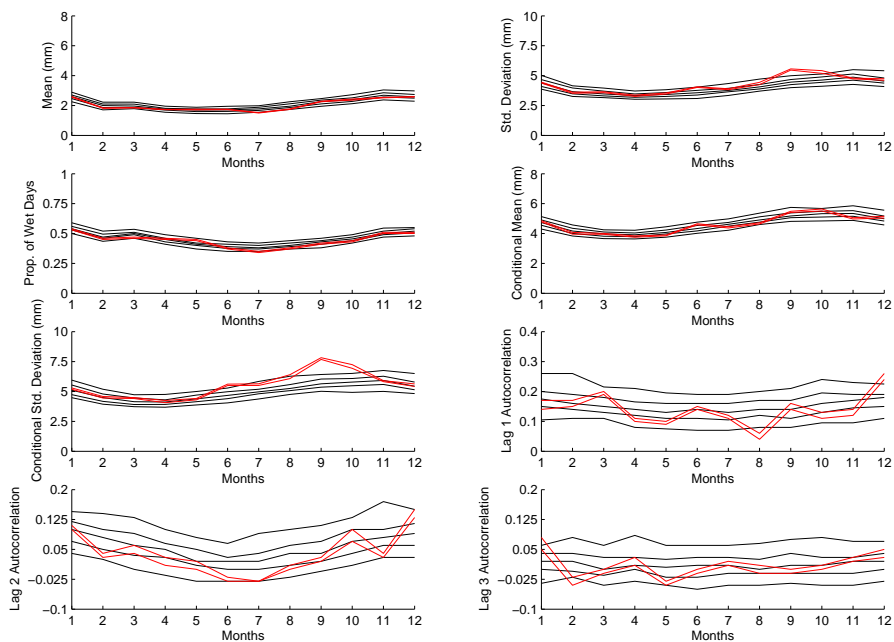 Mean (mm)
8
6
4
2
0
1 2 3 4 5 6 7 8 9 10 11 12
Months
Std. Deviation (mm)
10
7.5
5
2.5
0
1 2 3 4 5 6 7 8 9 10 11 12
Months
Prop. of Wet Days
1
0.75
0.5
0.25
0
1 2 3 4 5 6 7 8 9 10 11 12
Months
Conditional Mean (mm)
8
6
4
2
0
1 2 3 4 5 6 7 8 9 10 11 12
Months
Conditional Std. Deviation (mm)
10
7.5
5
2.5
0
1 2 3 4 5 6 7 8 9 10 11 12
Months
Lag 1 Autocorrelation
0.4
0.3
0.2
0.1
0
1 2 3 4 5 6 7 8 9 10 11 12
Months
Lag 2 Autocorrelation
0.2
0.125
0.05
−0.025
−0.1
1 2 3 4 5 6 7 8 9 10 11 12
Months
Lag 3 Autocorrelation
0.2
0.125
0.05
−0.025
−0.1
1 2 3 4 5 6 7 8 9 10 11 12
Months